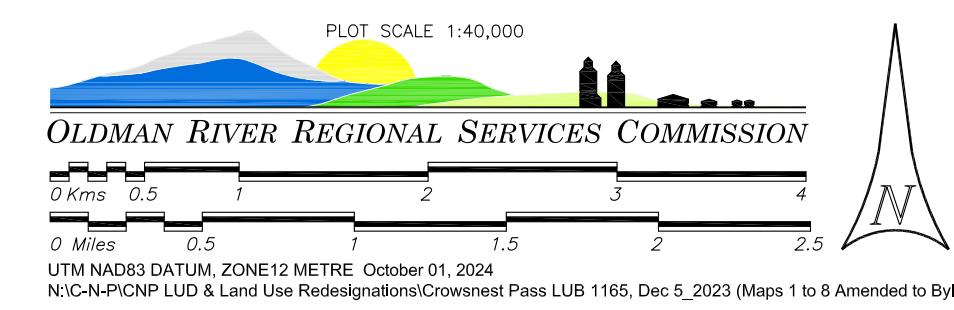 PLOT SCALE 1:40,000
OLDMAN RIVER REGIONAL SERVICES COMMISSION
0 Kms 0.5 1 2 3 4
N
0 Miles 0.5 1 1.5 2 2.5
UTM NAD83 DATUM, ZONE12 METRE October 01, 2024
N:\C-N-P\CNP LUD & Land Use Redesignations\Crowsnest Pass LUB 1165, Dec 5_2023 (Maps 1 to 8 Amended to Byl